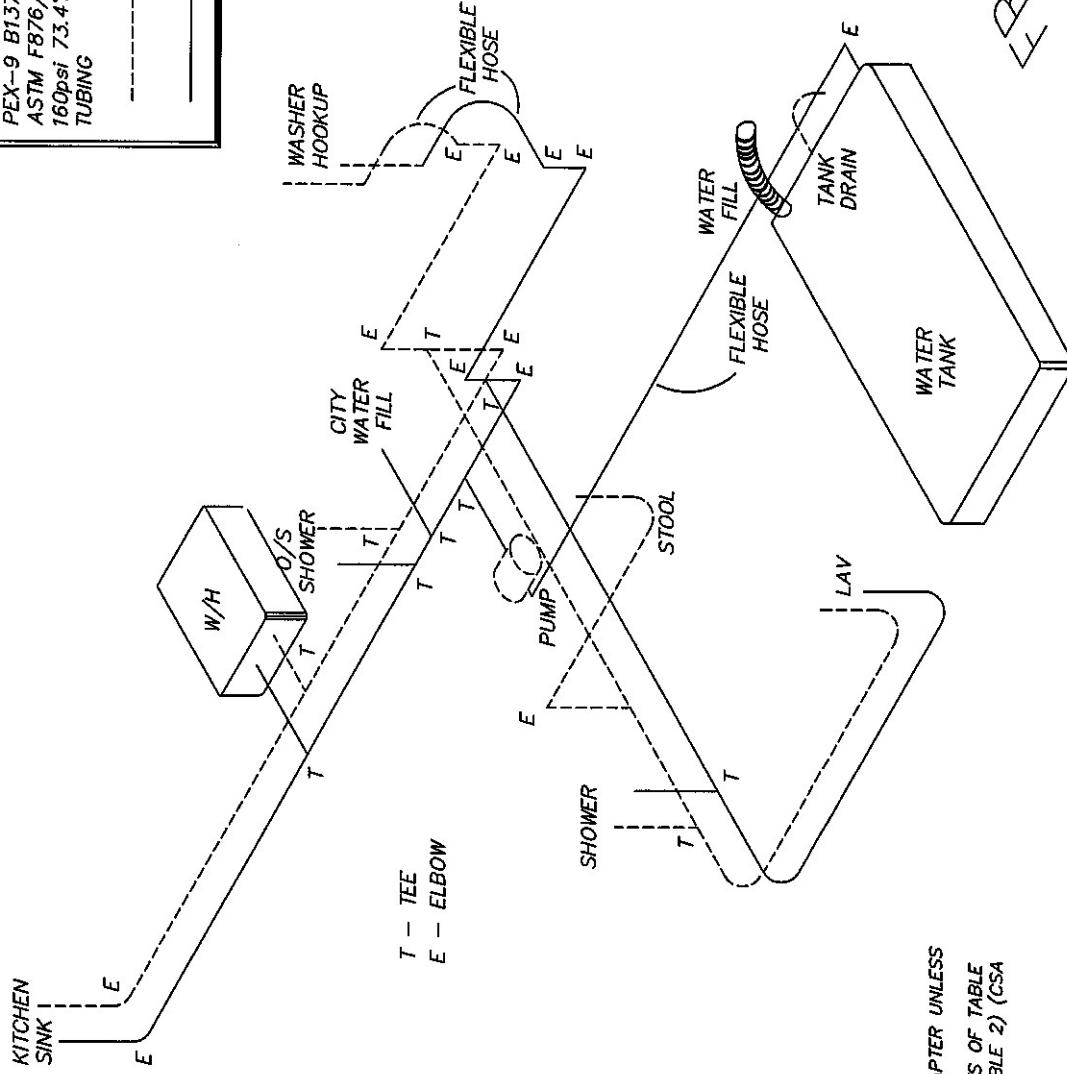 PEX-9 B137
ASTM F876/
160psi 73.4°
TUBING
WASHER
HOOKUP
FLEXIBLE
HOSE
E
E
E
E
E
T
E
E
E
T
CITY
WATER
FILL
T
T
T
T
O/S
SHOWER
W/H
T
T
KITCHEN
SINK
E
E
T - TEE
E - ELBOW
PUMP
STOOL
E
SHOWER
T
T
LAV
WATER
FILL
TANK
DRAIN
E
FLEXIBLE
HOSE
WATER
TANK
PTER UNLESS
S OF TABLE
BLE 2) (CSA